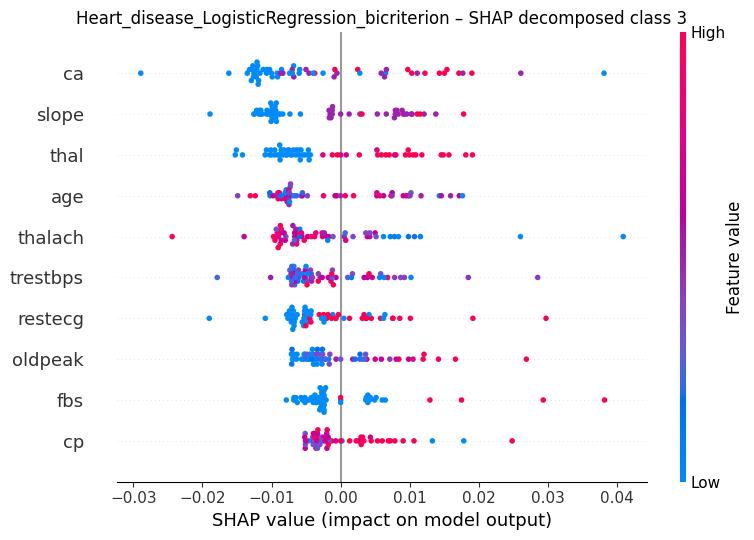 Heart_disease_LogisticRegression_bicriterion – SHAP decomposed class 3
High
ca
slope
thal
age
thalach
trestbps
restecg
oldpeak
fbs
cp
Feature value
Low
−0.03 −0.02 −0.01 0.00 0.01 0.02 0.03 0.04
SHAP value (impact on model output)